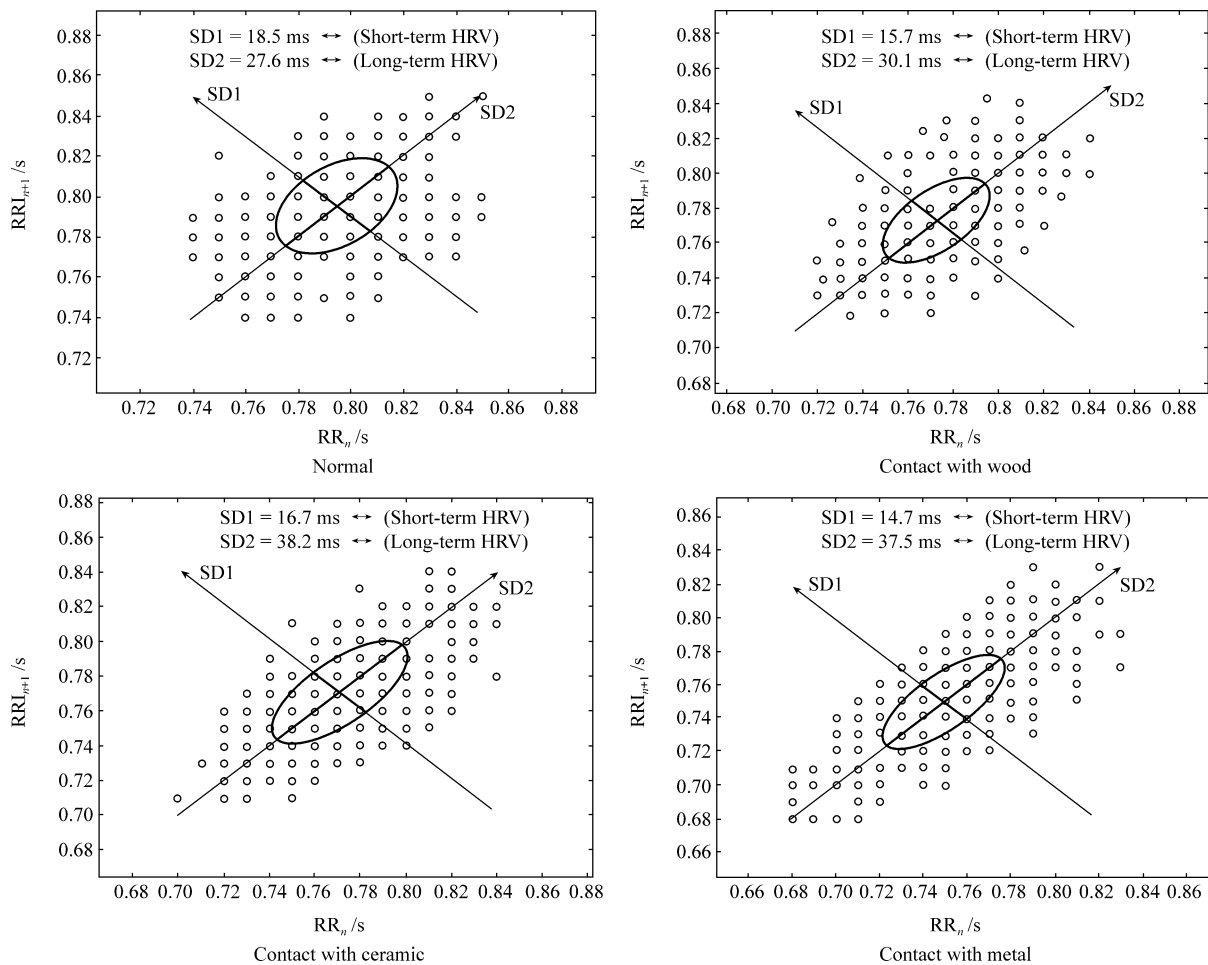 SD1 = 18.5 ms ↔ (Short-term HRV)
SD2 = 27.6 ms ↔ (Long-term HRV)
SD1
SD2
0.88
0.86
0.84
0.82
0.80
0.78
0.76
0.74
0.72
RRIₙ₊₁ /s
0.72 0.74 0.76 0.78 0.80 0.82 0.84 0.86 0.88
RRₙ /s
Normal
SD1 = 15.7 ms ↔ (Short-term HRV)
SD2 = 30.1 ms ↔ (Long-term HRV)
SD1
SD2
0.88
0.86
0.84
0.82
0.80
0.78
0.76
0.74
0.72
0.70
0.68
RRIₙ₊₁ /s
0.68 0.70 0.72 0.74 0.76 0.78 0.80 0.82 0.84 0.86 0.88
RRₙ /s
Contact with wood
SD1 = 16.7 ms ↔ (Short-term HRV)
SD2 = 38.2 ms ↔ (Long-term HRV)
SD1
SD2
0.88
0.86
0.84
0.82
0.80
0.78
0.76
0.74
0.72
0.70
0.68
RRIₙ₊₁ /s
0.68 0.70 0.72 0.74 0.76 0.78 0.80 0.82 0.84 0.86 0.88
RRₙ /s
Contact with ceramic
SD1 = 14.7 ms ↔ (Short-term HRV)
SD2 = 37.5 ms ↔ (Long-term HRV)
SD1
SD2
0.86
0.84
0.82
0.80
0.78
0.76
0.74
0.72
0.70
0.68
0.66
RRIₙ₊₁ /s
0.66 0.68 0.70 0.72 0.74 0.76 0.78 0.80 0.82 0.84 0.86
RRₙ /s
Contact with metal